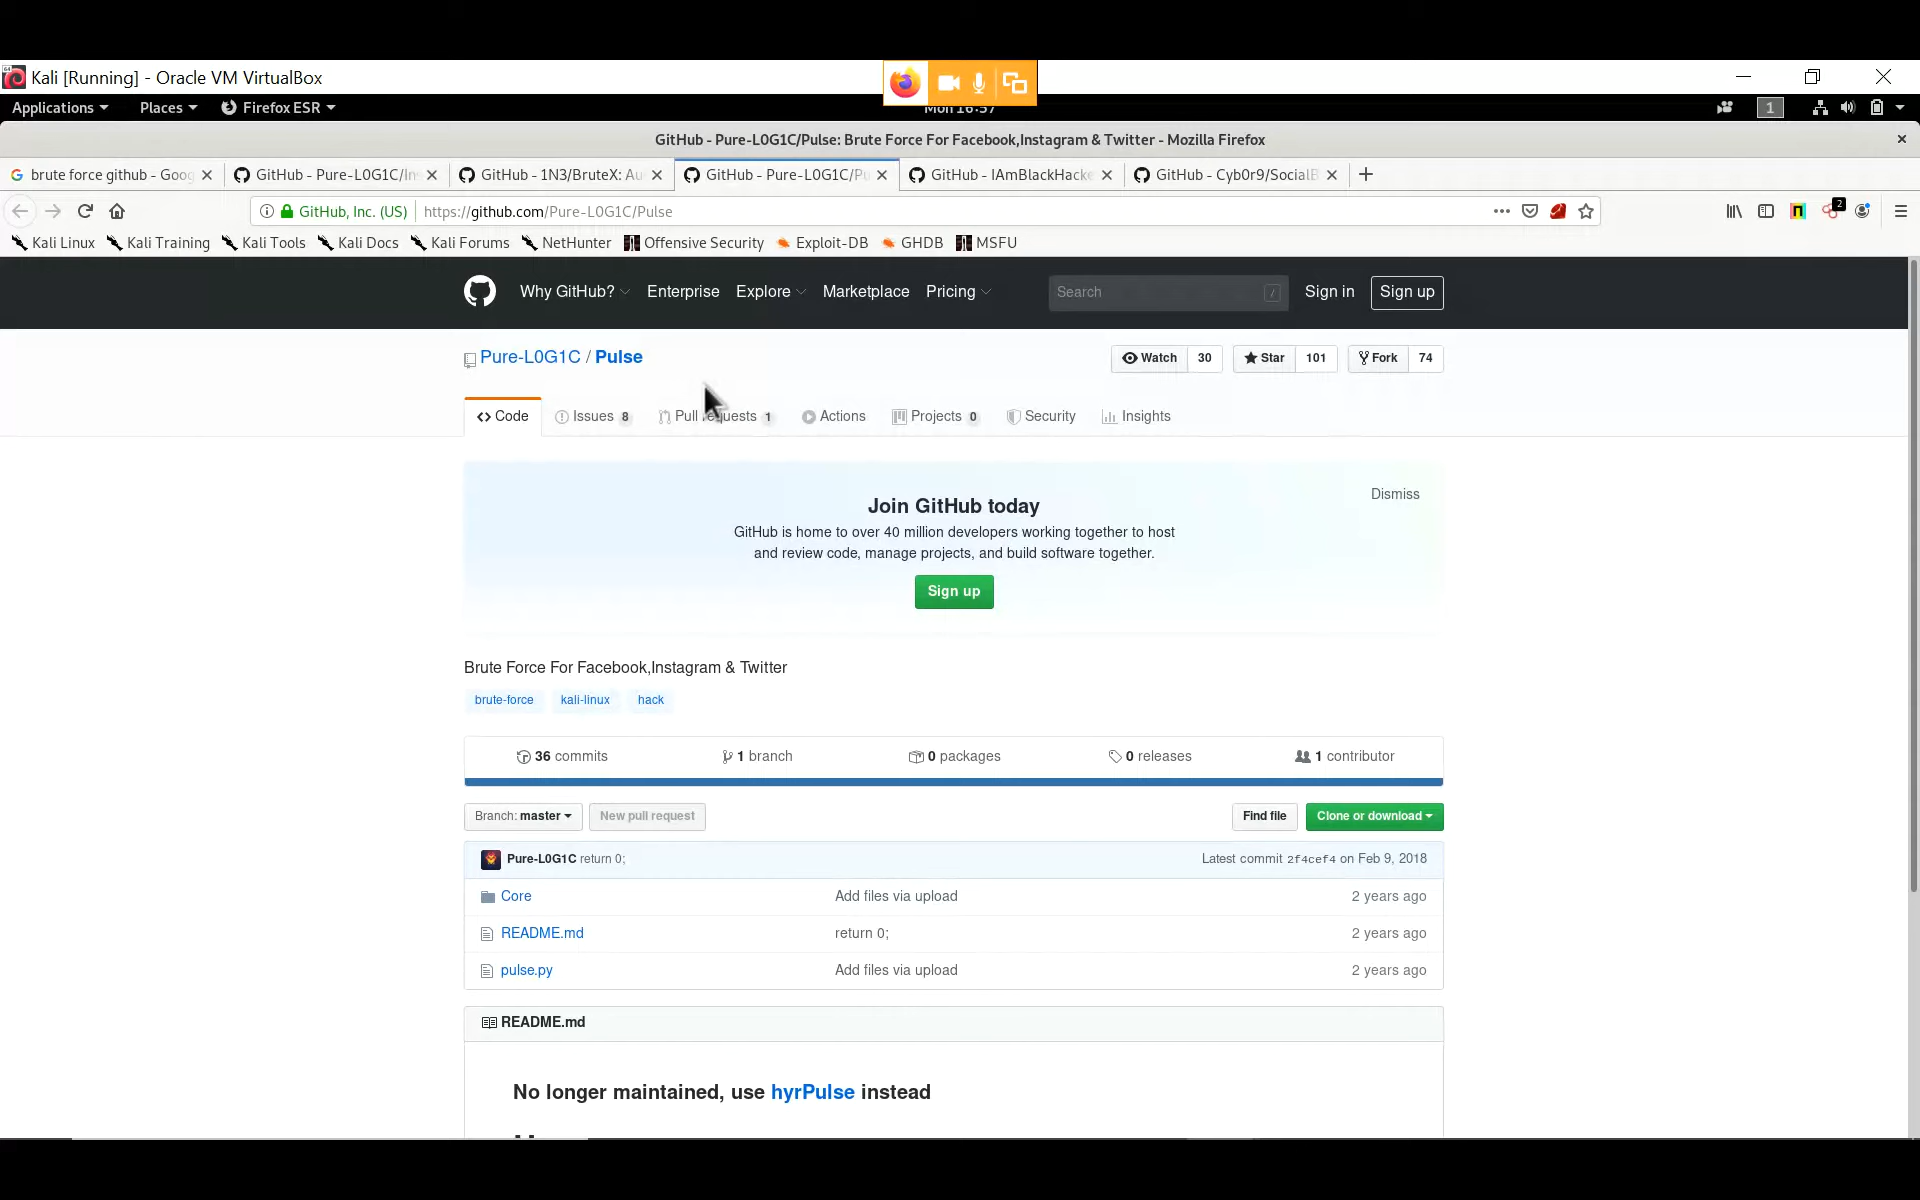 Kali [Running] - Oracle VM VirtualBox
Applications Places Firefox ESR Mon 16:57 1
GitHub - Pure-L0G1C/Pulse: Brute Force For Facebook,Instagram & Twitter - Mozilla Firefox
brute force github - Goog GitHub - Pure-L0G1C/In GitHub - 1N3/BruteX: Au GitHub - Pure-L0G1C/Pu GitHub - IAmBlackHacke GitHub - Cyb0r9/SocialB
GitHub, Inc. (US) https://github.com/Pure-L0G1C/Pulse 2
Kali Linux Kali Training Kali Tools Kali Docs Kali Forums NetHunter Offensive Security Exploit-DB GHDB MSFU
Why GitHub? Enterprise Explore Marketplace Pricing Search / Sign in Sign up
Pure-L0G1C / Pulse Watch 30 Star 101 Fork 74
Code Issues 8 Pull requests 1 Actions Projects 0 Security Insights
Dismiss
Join GitHub today
GitHub is home to over 40 million developers working together to host
and review code, manage projects, and build software together.
Sign up
Brute Force For Facebook,Instagram & Twitter
brute-force kali-linux hack
36 commits 1 branch 0 packages 0 releases 1 contributor
Branch: master New pull request Find file Clone or download
Pure-L0G1C return 0; Latest commit 2f4cef4 on Feb 9, 2018
Core Add files via upload 2 years ago
README.md return 0; 2 years ago
pulse.py Add files via upload 2 years ago
README.md
No longer maintained, use hyrPulse instead